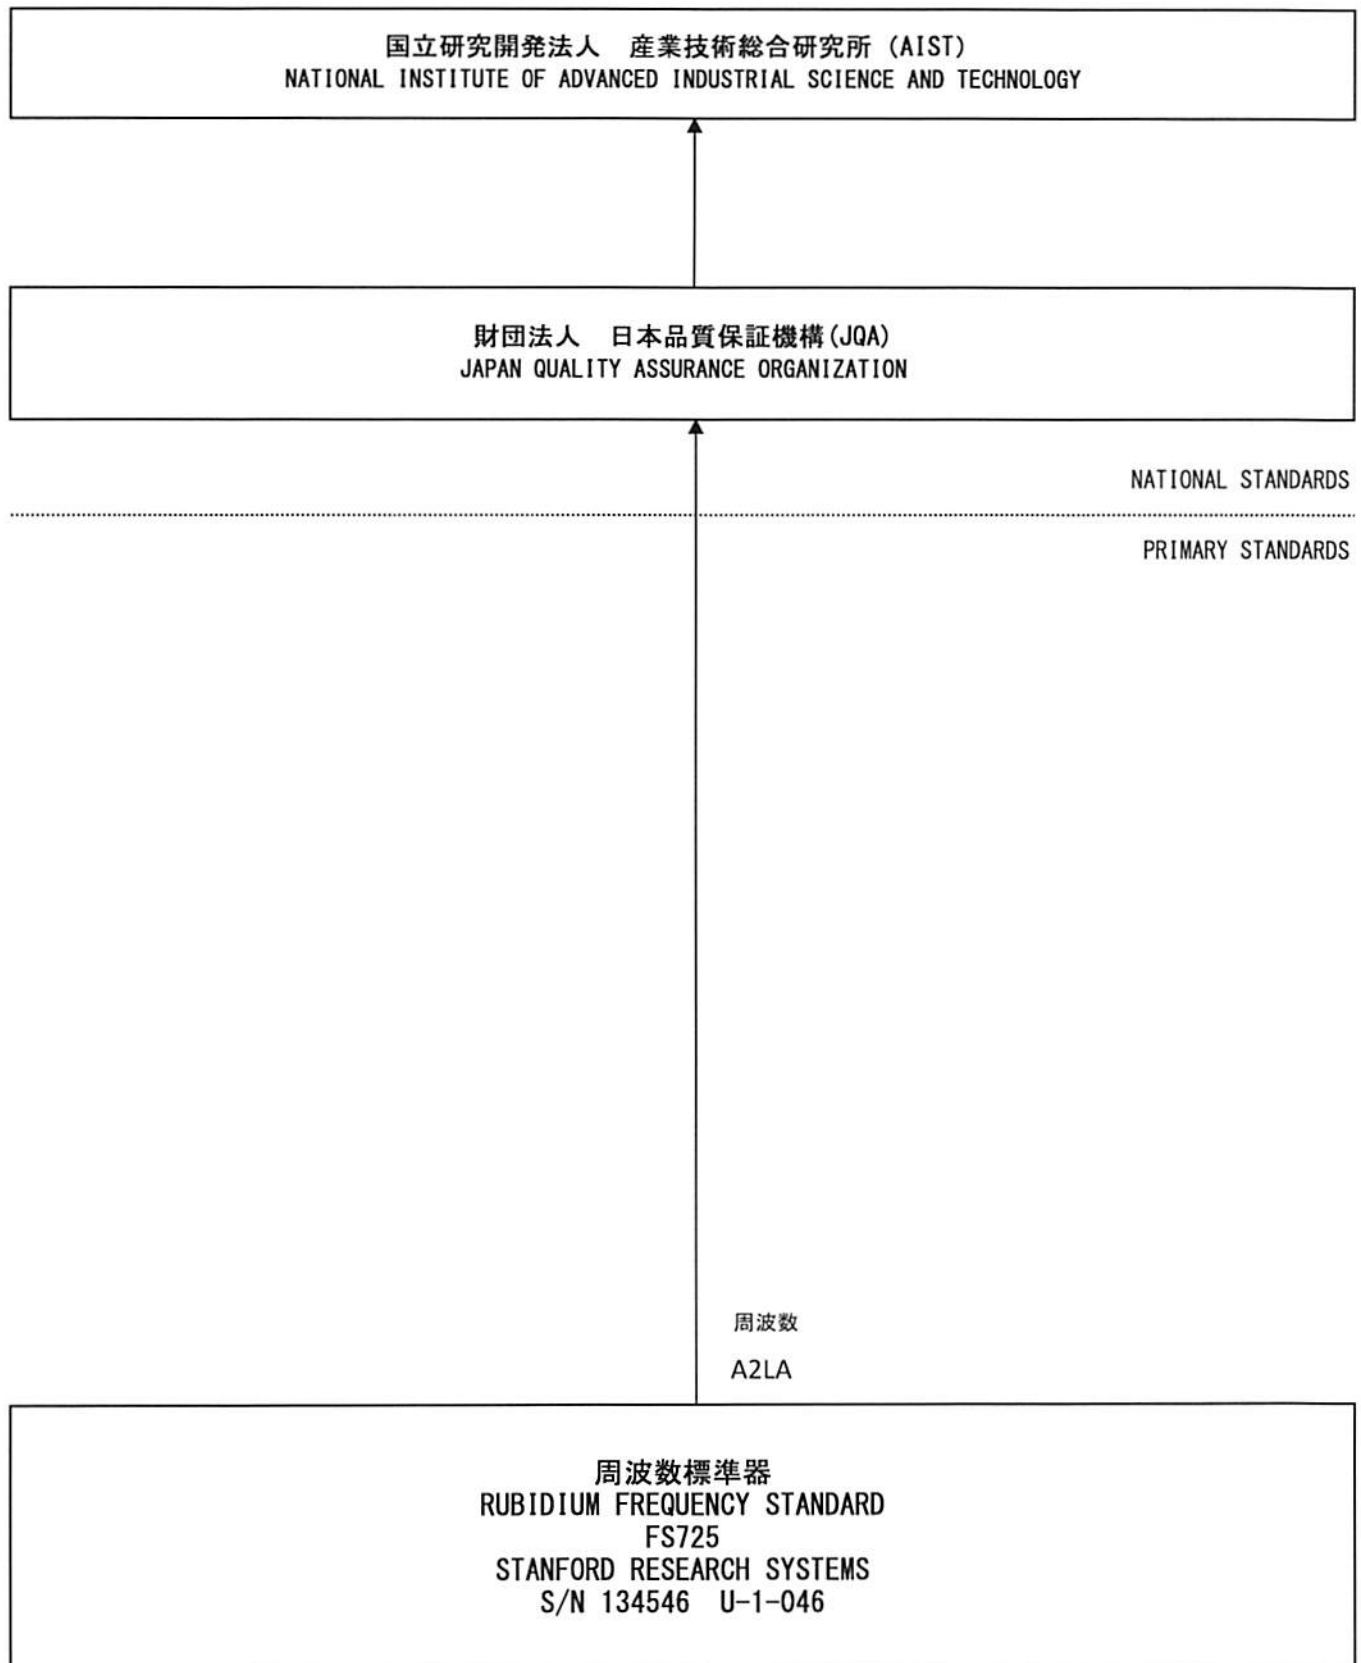 国立研究開発法人　産業技術総合研究所 (AIST)
NATIONAL INSTITUTE OF ADVANCED INDUSTRIAL SCIENCE AND TECHNOLOGY
財団法人　日本品質保証機構(JQA)
JAPAN QUALITY ASSURANCE ORGANIZATION
NATIONAL STANDARDS
PRIMARY STANDARDS
周波数
A2LA
周波数標準器
RUBIDIUM FREQUENCY STANDARD
FS725
STANFORD RESEARCH SYSTEMS
S/N 134546　U-1-046